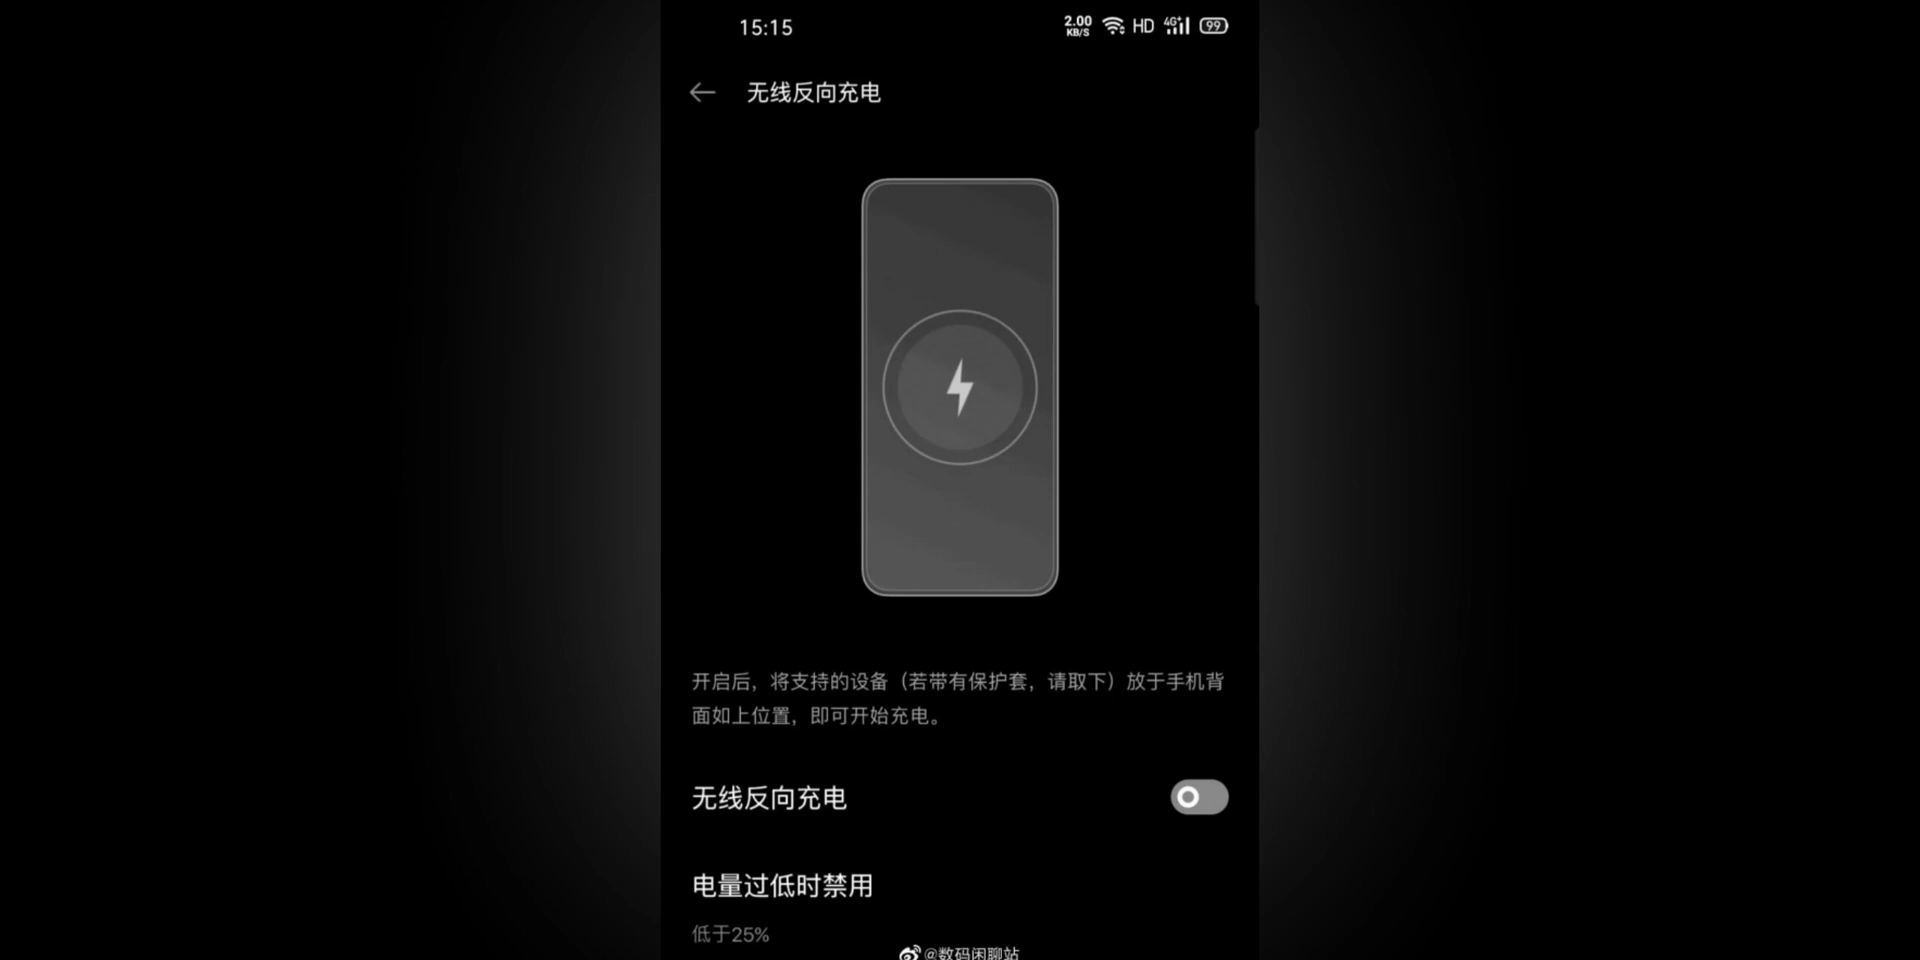 15:15
2.00 KB/S HD 4G+ 99
无线反向充电
开启后，将支持的设备（若带有保护套，请取下）放于手机背
面如上位置，即可开始充电。
无线反向充电
电量过低时禁用
低于25%
@数码闲聊站